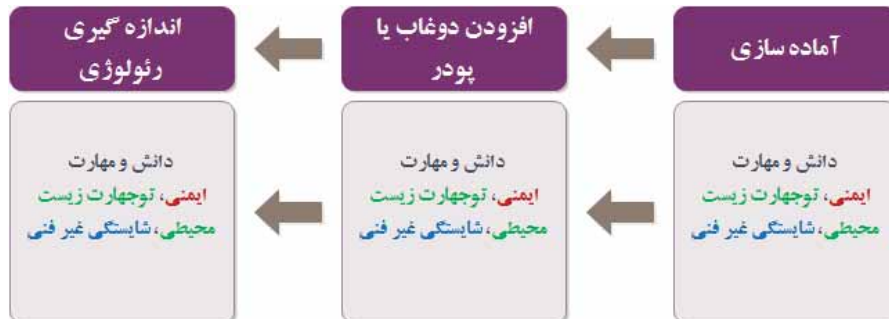 آماده سازی
افزودن دوغاب یا
پودر
اندازه گیری
رئولوژی
دانش و مهارت
ایمنی، توجهارت زیست
محیطی، شایستگی غیر فنی
دانش و مهارت
ایمنی، توجهارت زیست
محیطی، شایستگی غیر فنی
دانش و مهارت
ایمنی، توجهارت زیست
محیطی، شایستگی غیر فنی